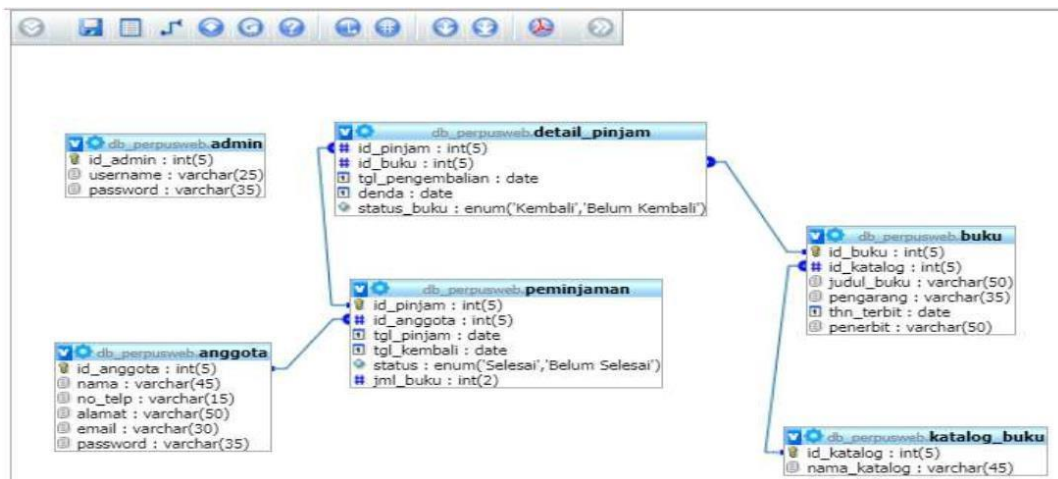 db_perpusweb.admin
id_admin : int(5)
username : varchar(25)
password : varchar(35)
db_perpusweb.detail_pinjam
id_pinjam : int(5)
id_buku : int(5)
tgl_pengembalian : date
denda : date
status_buku : enum('Kembali','Belum Kembali')
db_perpusweb.buku
id_buku : int(5)
id_katalog : int(5)
judul_buku : varchar(50)
pengarang : varchar(35)
thn_terbit : date
penerbit : varchar(50)
db_perpusweb.peminjaman
id_pinjam : int(5)
id_anggota : int(5)
tgl_pinjam : date
tgl_kembali : date
status : enum('Selesai','Belum Selesai')
jml_buku : int(2)
db_perpusweb.anggota
id_anggota : int(5)
nama : varchar(45)
no_telp : varchar(15)
alamat : varchar(50)
email : varchar(30)
password : varchar(35)
db_perpusweb.katalog_buku
id_katalog : int(5)
nama_katalog : varchar(45)